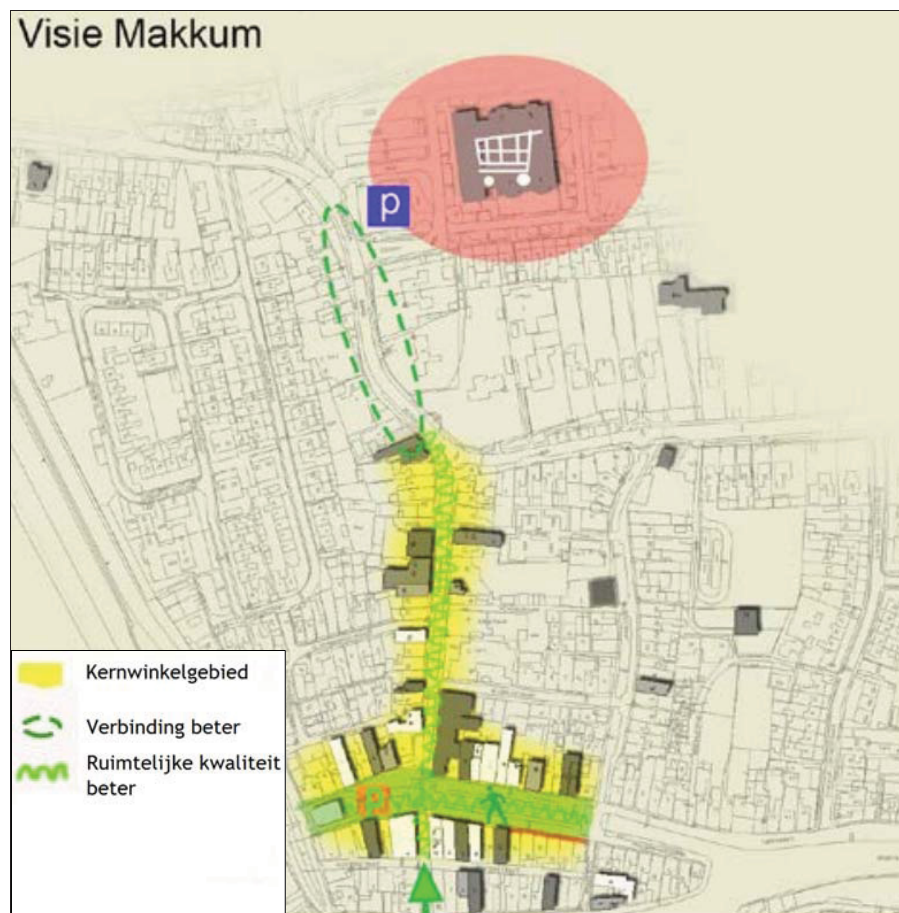 Visie Makkum
p
P
Kernwinkelgebied
Verbinding beter
Ruimtelijke kwaliteit
beter